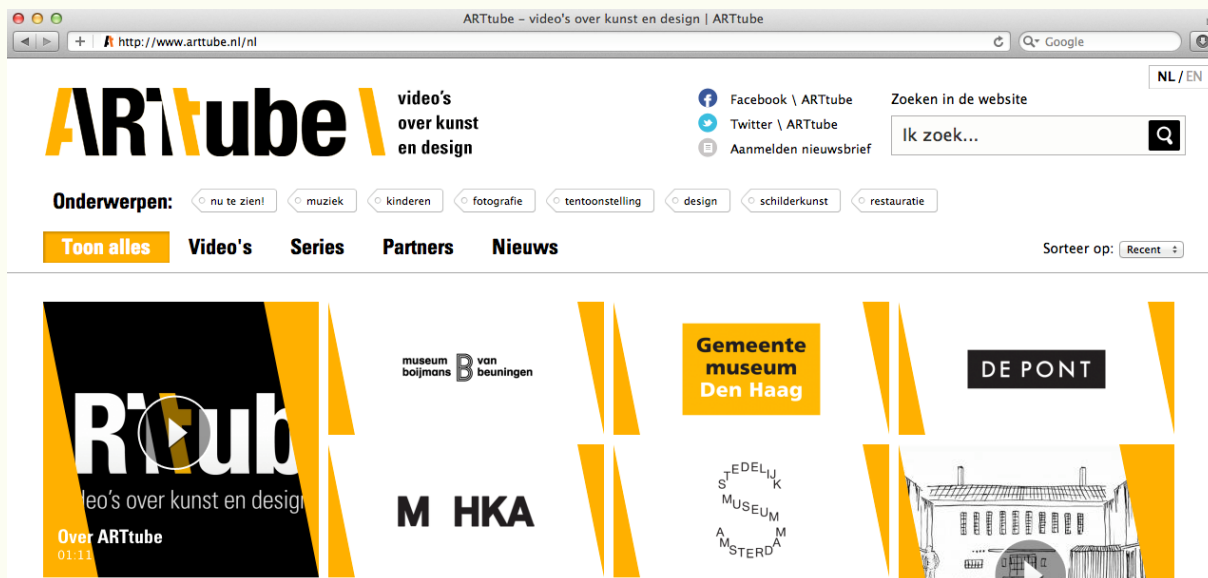 ARTtube – video's over kunst en design | ARTtube
http://www.arttube.nl/nl
Google
NL / EN
ARTtube \
video's
over kunst
en design
Facebook \ ARTtube
Twitter \ ARTtube
Aanmelden nieuwsbrief
Zoeken in de website
Ik zoek...
Onderwerpen: nu te zien! muziek kinderen fotografie tentoonstelling design schilderkunst restauratie
Toon alles Video's Series Partners Nieuws
Sorteer op: Recent
RTtub
deo's over kunst en design
Over ARTtube
01:11
museum boijmans B van beuningen
Gemeente
museum
Den Haag
DE PONT
M HKA
STEDELIJK
MUSEUM
AMSTERDAM